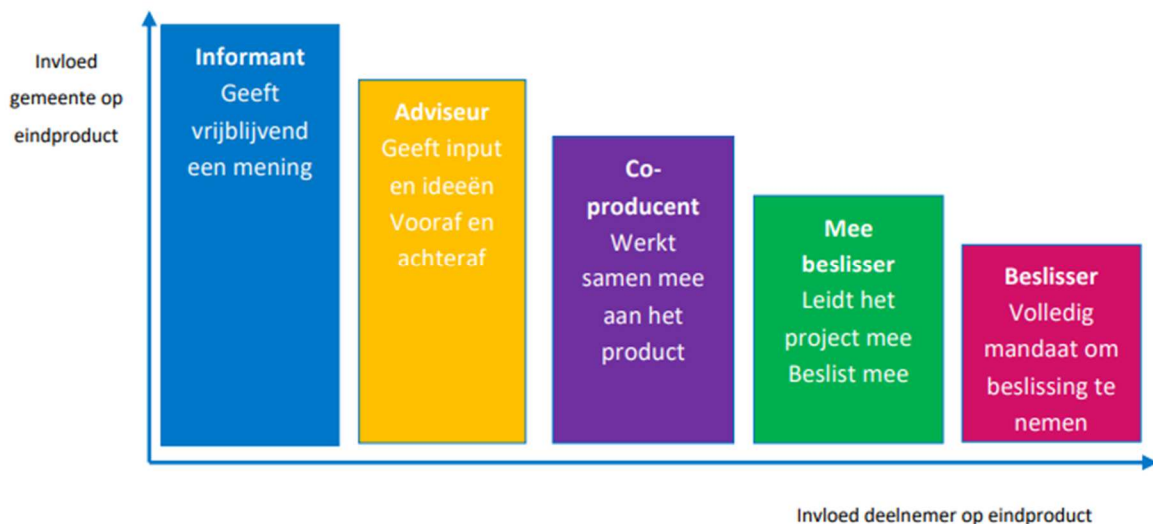 Invloed
gemeente op
eindproduct
Informant
Geeft
vrijblijvend
een mening
Adviseur
Geeft input
en ideeën
Vooraf en
achteraf
Co-
producent
Werkt
samen mee
aan het
product
Mee
beslisser
Leidt het
project mee
Beslist mee
Beslisser
Volledig
mandaat om
beslissing te
nemen
Invloed deelnemer op eindproduct